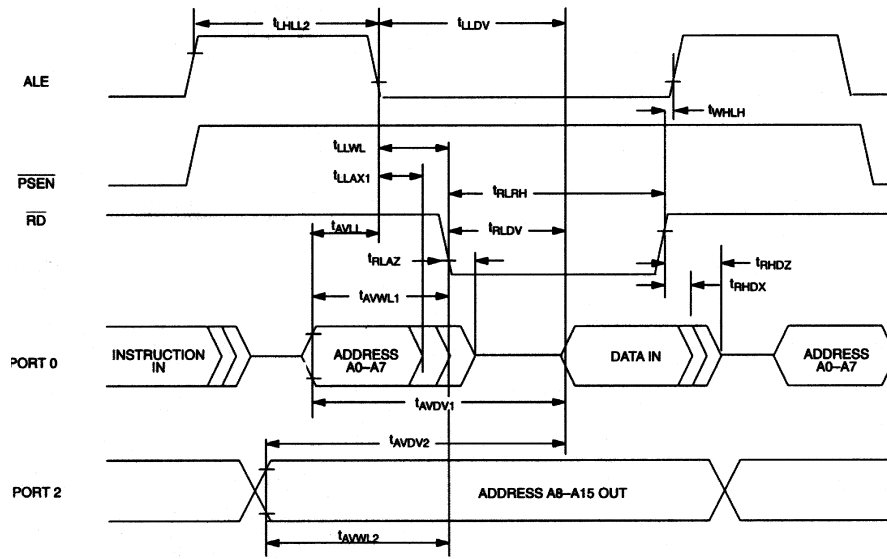 tLHLL2
tLLDV
ALE
tWHLH
tLLWL
PSEN
tLLAX1
tRLRH
RD
tAVLL
tRLDV
tRLAZ
tRHDZ
tRHDX
tAVWL1
PORT 0
INSTRUCTION
IN
ADDRESS
A0–A7
DATA IN
ADDRESS
A0–A7
tAVDV1
tAVDV2
PORT 2
ADDRESS A8–A15 OUT
tAVWL2